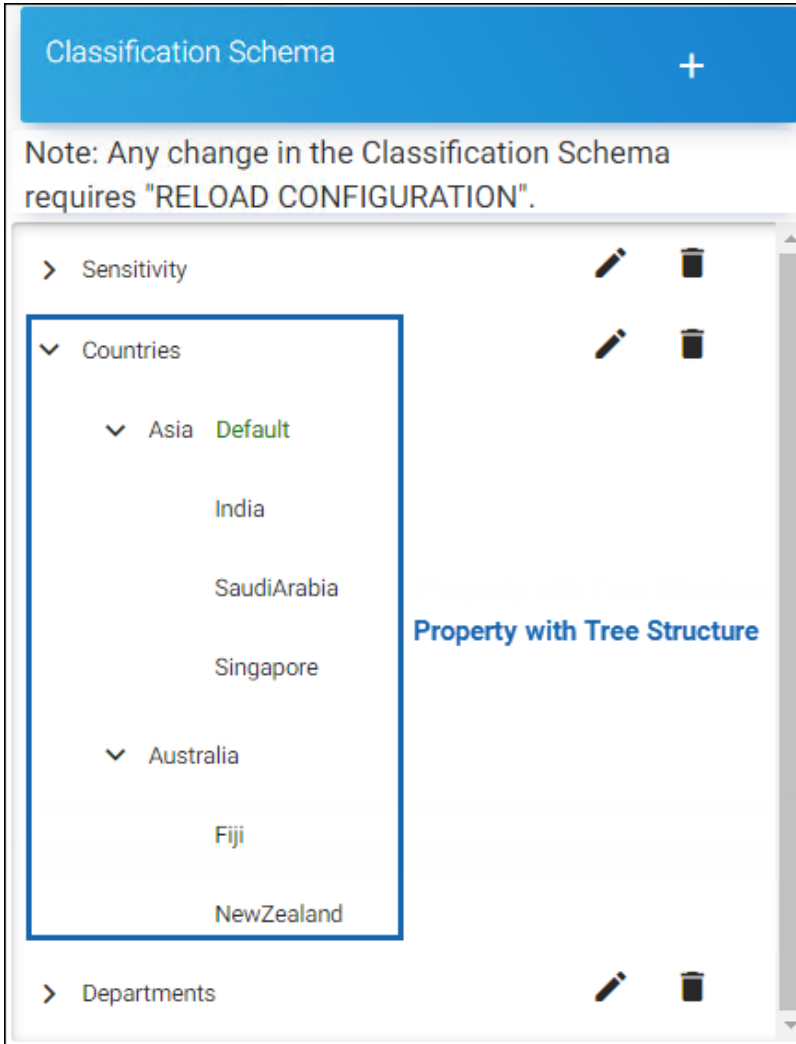 Classification Schema
Note: Any change in the Classification Schema
requires "RELOAD CONFIGURATION".
Sensitivity
Countries
Asia Default
India
SaudiArabia
Property with Tree Structure
Singapore
Australia
Fiji
NewZealand
Departments